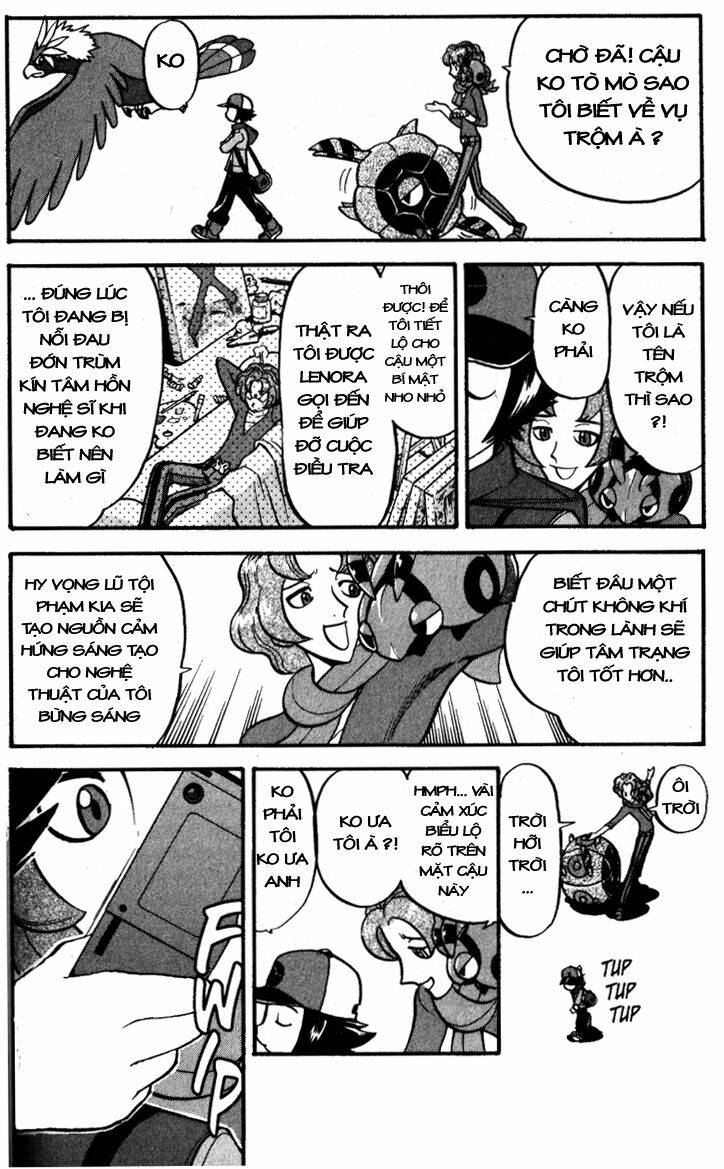 CHỜ ĐÃ! CẬU
KO TÒ MÒ SAO
TÔI BIẾT VỀ VỤ
TRỘM À ?
KO
VẬY NẾU
TÔI LÀ
TÊN
TRỘM
THÌ SAO
?!
CÀNG
KO
PHẢI
THÔI
ĐƯỢC! ĐỂ
TÔI TIẾT
LỘ CHO
CẬU MỘT
BÍ MẬT
NHO NHỎ
THẬT RA
TÔI ĐƯỢC
LENORA
GỌI ĐẾN
ĐỂ GIÚP
ĐỠ CUỘC
ĐIỀU TRA
... ĐÚNG LÚC
TÔI ĐANG BỊ
NỖI ĐAU
ĐỚN TRÙM
KÍN TÂM HỒN
NGHỆ SĨ KHI
ĐANG KO
BIẾT NÊN
LÀM GÌ
BIẾT ĐÂU MỘT
CHÚT KHÔNG KHÍ
TRONG LÀNH SẼ
GIÚP TÂM TRẠNG
TÔI TỐT HƠN..
HY VỌNG LŨ TỘI
PHẠM KIA SẼ
TẠO NGUỒN CẢM
HỨNG SÁNG TẠO
CHO NGHỆ
THUẬT CỦA TÔI
BỪNG SÁNG
ÔI
TRỜI
TRỜI
HỠI
TRỜI
...
TUP
TUP
TUP
HMPH... VÀI
CẢM XÚC
BIỂU LỘ
RÕ TRÊN
MẶT CẬU
NÀY
KO ƯA
TÔI À ?!
KO
PHẢI
TÔI
KO ƯA
ANH
FWIP